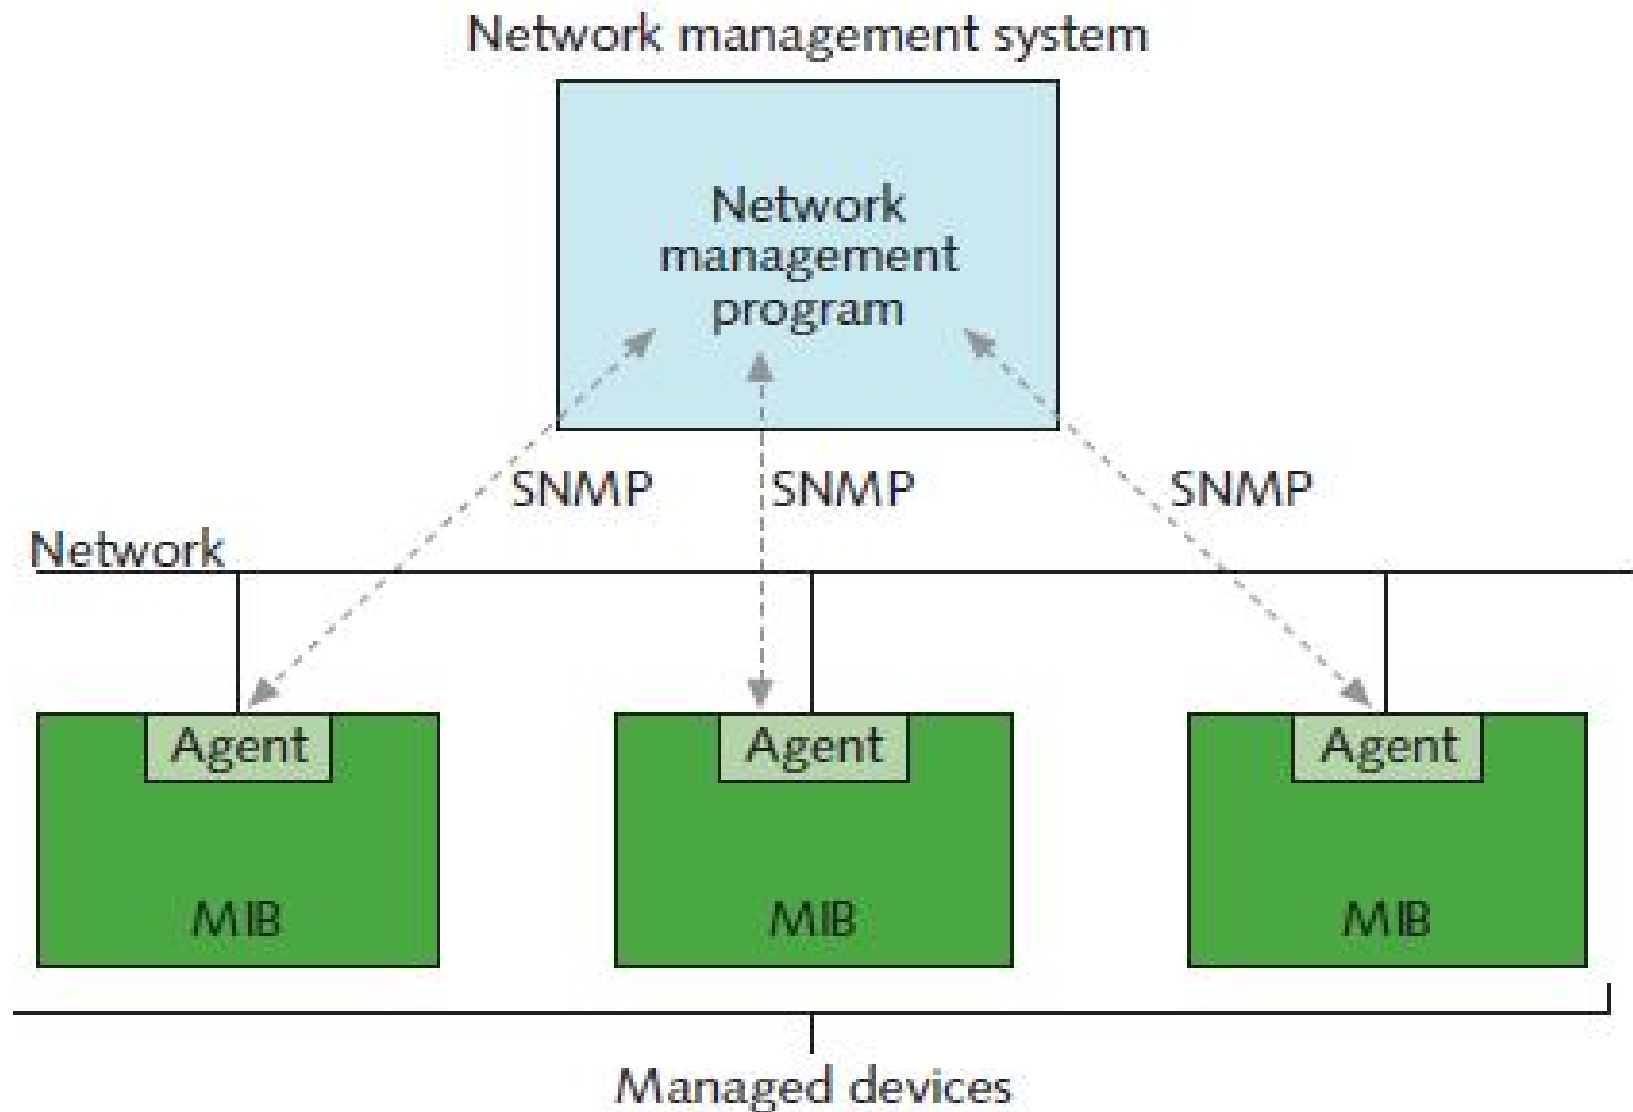 Network management system
Network
management
program
SNMP SNMP SNMP
Network
Agent Agent Agent
MIB MIB MIB
Managed devices